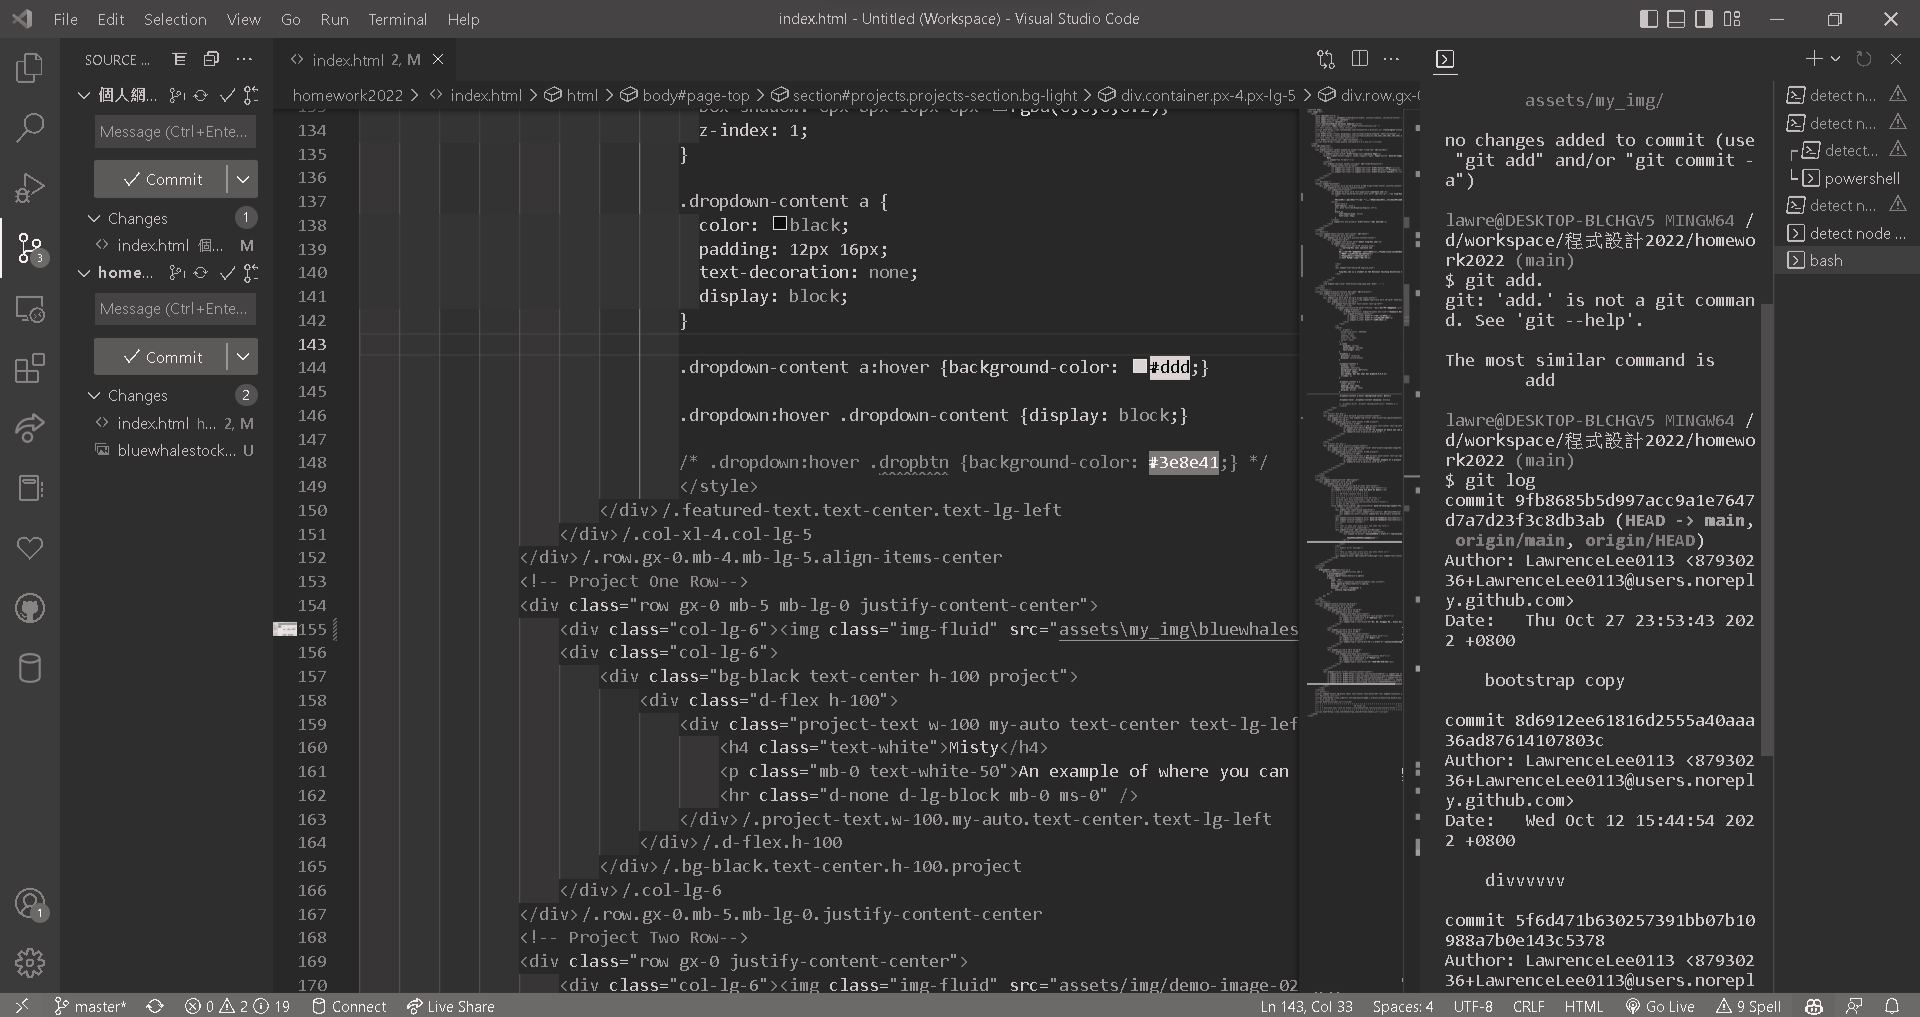 File Edit Selection View Go Run Terminal Help
index.html - Untitled (Workspace) - Visual Studio Code
SOURCE ...
個人網...
Message (Ctrl+Ente...
Commit
Changes 1
index.html 個... M
home...
Message (Ctrl+Ente...
Commit
Changes 2
index.html h... 2, M
bluewhalestock... U
3
1
index.html 2, M
homework2022 > index.html > html > body#page-top > section#projects.projects-section.bg-light > div.container.px-4.px-lg-5 > div.row.gx-0
134 z-index: 1;
135 }
136
137 .dropdown-content a {
138 color: black;
139 padding: 12px 16px;
140 text-decoration: none;
141 display: block;
142 }
143
144 .dropdown-content a:hover {background-color: #ddd;}
145
146 .dropdown:hover .dropdown-content {display: block;}
147
148 /* .dropdown:hover .dropbtn {background-color: #3e8e41;} */
149 </style>
150 </div>/.featured-text.text-center.text-lg-left
151 </div>/.col-xl-4.col-lg-5
152 </div>/.row.gx-0.mb-4.mb-lg-5.align-items-center
153 <!-- Project One Row-->
154 <div class="row gx-0 mb-5 mb-lg-0 justify-content-center">
155 <div class="col-lg-6"><img class="img-fluid" src="assets\my_img\bluewhales
156 <div class="col-lg-6">
157 <div class="bg-black text-center h-100 project">
158 <div class="d-flex h-100">
159 <div class="project-text w-100 my-auto text-center text-lg-lef
160 <h4 class="text-white">Misty</h4>
161 <p class="mb-0 text-white-50">An example of where you can
162 <hr class="d-none d-lg-block mb-0 ms-0" />
163 </div>/.project-text.w-100.my-auto.text-center.text-lg-left
164 </div>/.d-flex.h-100
165 </div>/.bg-black.text-center.h-100.project
166 </div>/.col-lg-6
167 </div>/.row.gx-0.mb-5.mb-lg-0.justify-content-center
168 <!-- Project Two Row-->
169 <div class="row gx-0 justify-content-center">
170 <div class="col-lg-6"><img class="img-fluid" src="assets/img/demo-image-02
assets/my_img/
no changes added to commit (use
"git add" and/or "git commit -
a")
lawre@DESKTOP-BLCHGV5 MINGW64 /
d/workspace/程式設計2022/homewo
rk2022 (main)
$ git add.
git: 'add.' is not a git comman
d. See 'git --help'.
The most similar command is
add
lawre@DESKTOP-BLCHGV5 MINGW64 /
d/workspace/程式設計2022/homewo
rk2022 (main)
$ git log
commit 9fb8685b5d997acc9a1e7647
d7a7d23f3c8db3ab (HEAD -> main,
origin/main, origin/HEAD)
Author: LawrenceLee0113 <879302
36+LawrenceLee0113@users.norepl
y.github.com>
Date: Thu Oct 27 23:53:43 202
2 +0800
bootstrap copy
commit 8d6912ee61816d2555a40aaa
36ad87614107803c
Author: LawrenceLee0113 <879302
36+LawrenceLee0113@users.norepl
y.github.com>
Date: Wed Oct 12 15:44:54 202
2 +0800
divvvvvv
commit 5f6d471b630257391bb07b10
988a7b0e143c5378
Author: LawrenceLee0113 <879302
36+LawrenceLee0113@users.norepl
detect n...
detect n...
detect...
powershell
detect n...
detect node ...
bash
master* 0 2 19 Connect Live Share
Ln 143, Col 33 Spaces: 4 UTF-8 CRLF HTML Go Live 9 Spell